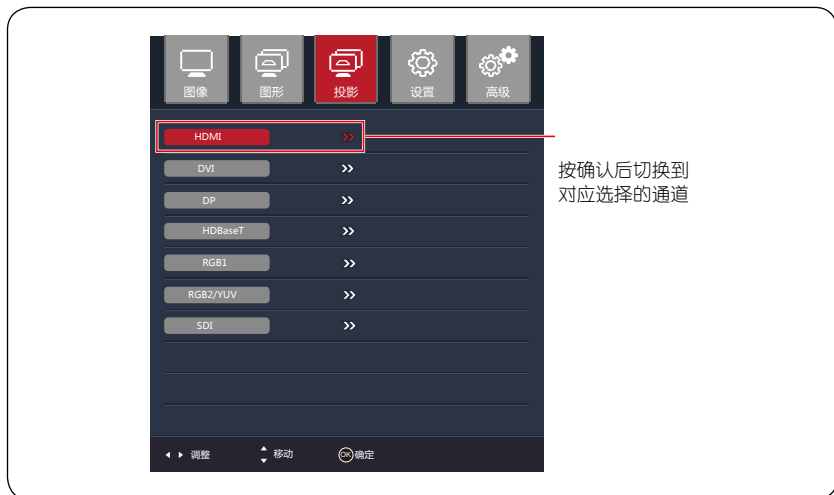 图像 图形 投影 设置 高级
HDMI
DVI
DP
HDBaseT
RGB1
RGB2/YUV
SDI
调整 移动 OK 确定
按确认后切换到
对应选择的通道